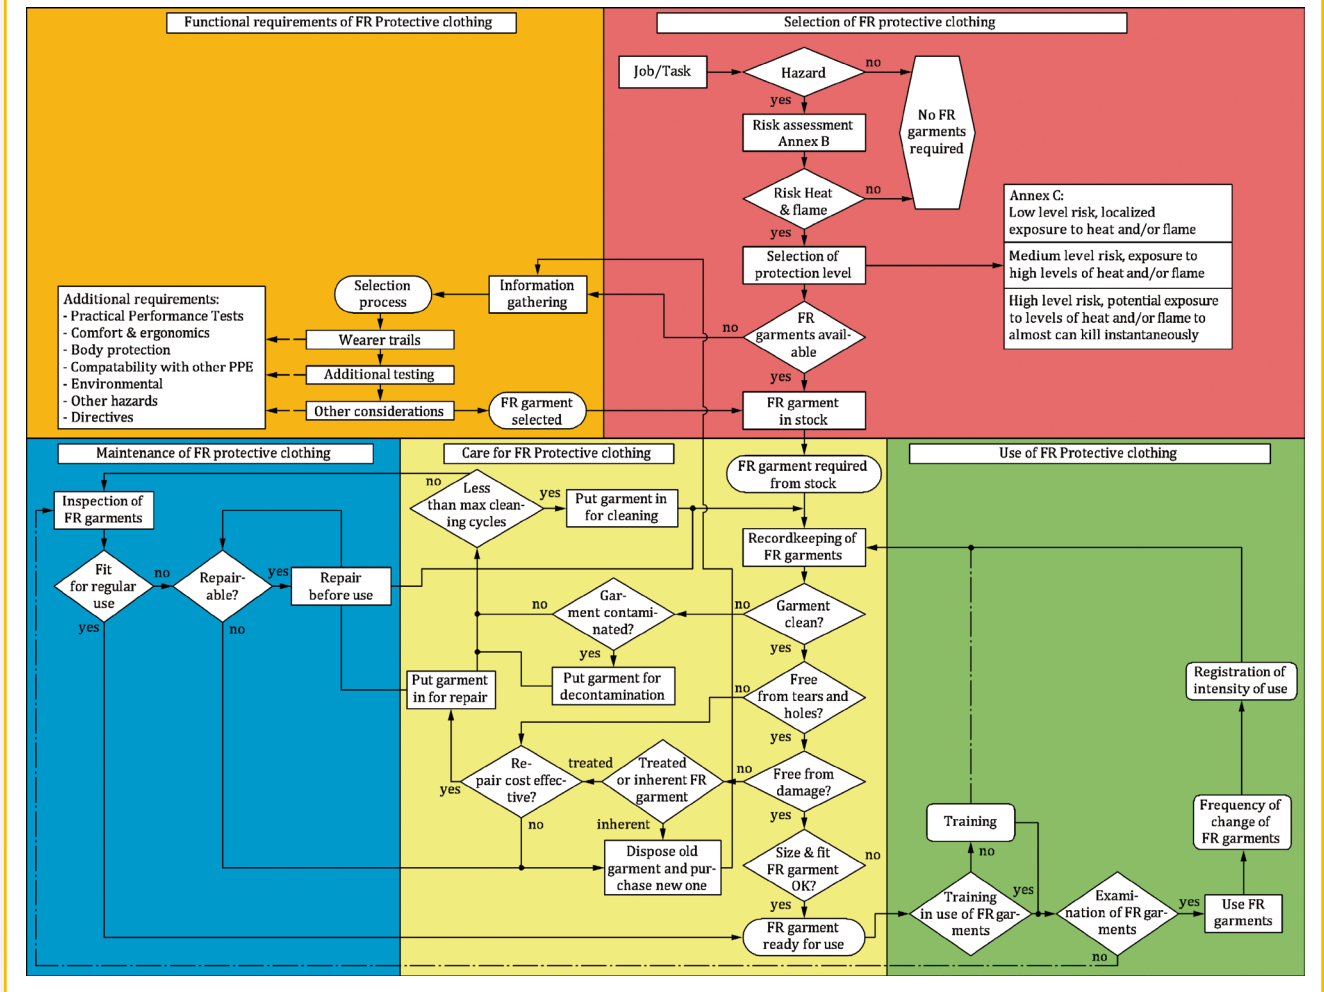 Functional requirements of FR Protective clothing
Selection of FR protective clothing
Job/Task
Hazard
no
yes
No FR
garments
required
Risk assessment
Annex B
Risk Heat
& flame
no
yes
Annex C:
Low level risk, localized
exposure to heat and/or flame
Medium level risk, exposure to
high levels of heat and/or flame
High level risk, potential exposure
to levels of heat and/or flame to
almost can kill instantaneously
Selection of
protection level
Information
gathering
Selection
process
Additional requirements:
- Practical Performance Tests
- Comfort & ergonomics
- Body protection
- Compatability with other PPE
- Environmental
- Other hazards
- Directives
Wearer trails
Additional testing
Other considerations
FR garment
selected
FR
garments avail-
able
no
yes
FR garment
in stock
Maintenance of FR protective clothing
Care for FR Protective clothing
Use of FR Protective clothing
FR garment required
from stock
Inspection of
FR garments
no
Less
than max clean-
ing cycles
yes
Put garment in
for cleaning
Recordkeeping of
FR garments
Fit
for regular
use
no
yes
Repair-
able?
yes
no
Repair
before use
Gar-
ment contami-
nated?
no
yes
Garment
clean?
no
yes
Put garment
in for repair
Put garment for
decontamination
Free
from tears and
holes?
no
yes
Registration of
intensity of use
Re-
pair cost effec-
tive?
yes
no
treated
Treated
or inherent FR
garment
inherent
Free from
damage?
no
yes
Training
Frequency of
change of
FR garments
Dispose old
garment and pur-
chase new one
Size & fit
FR garment
OK?
no
yes
no
Training
in use of FR gar-
ments
yes
Exami-
nation of FR gar-
ments
yes
no
Use FR
garments
FR garment
ready for use